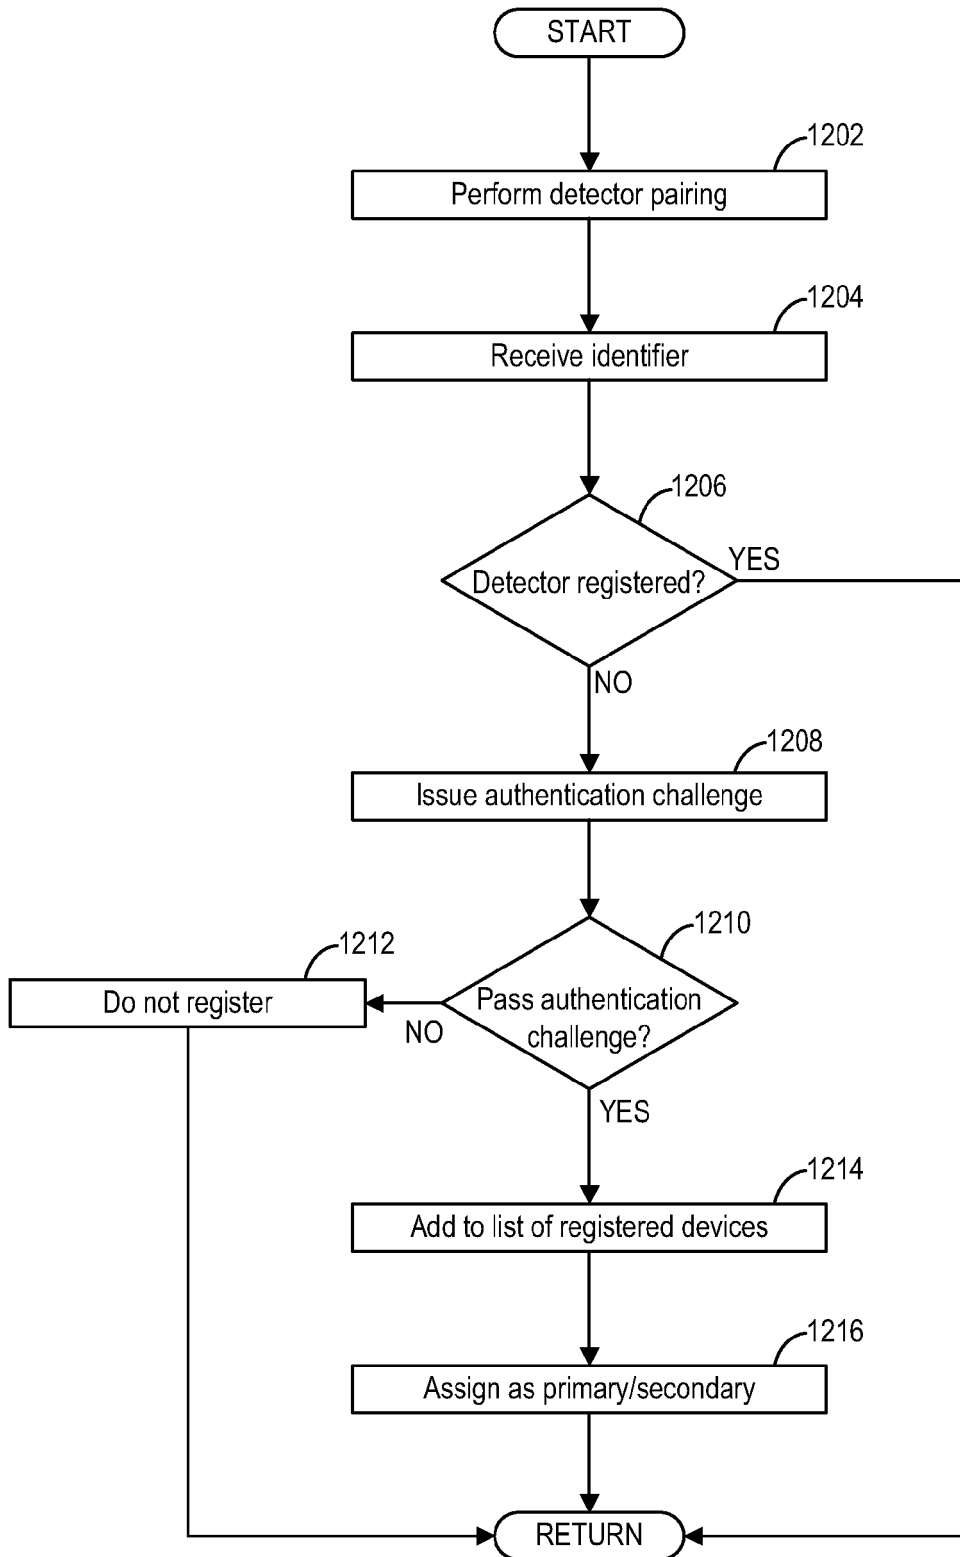 START
1202
Perform detector pairing
1204
Receive identifier
1206
Detector registered?
YES
NO
1208
Issue authentication challenge
1210
Pass authentication
challenge?
1212
Do not register
NO
YES
1214
Add to list of registered devices
1216
Assign as primary/secondary
RETURN